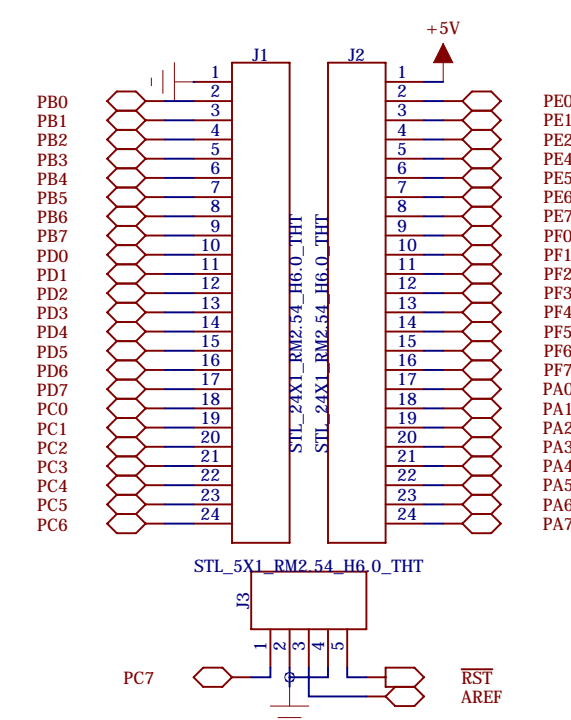 +5V
J1 J2
1 1
PB0 2 2 PE0
PB1 3 3 PE1
PB2 4 4 PE2
PB3 5 5 PE4
PB4 6 6 PE5
PB5 7 7 PE6
PB6 8 8 PE7
PB7 9 9 PF0
PD0 10 10 PF1
PD1 11 11 PF2
PD2 12 12 PF3
PD3 13 13 PF4
PD4 14 14 PF5
PD5 15 15 PF6
PD6 16 16 PF7
PD7 17 17 PA0
PC0 18 18 PA1
PC1 19 19 PA2
PC2 20 20 PA3
PC3 21 21 PA4
PC4 22 22 PA5
PC5 23 23 PA6
PC6 24 24 PA7
STL_24X1_RM2.54_H6.0_THT
STL_24X1_RM2.54_H6.0_THT
STL_5X1_RM2.54_H6.0_THT
J3
1 2 3 4 5
PC7 RST
AREF